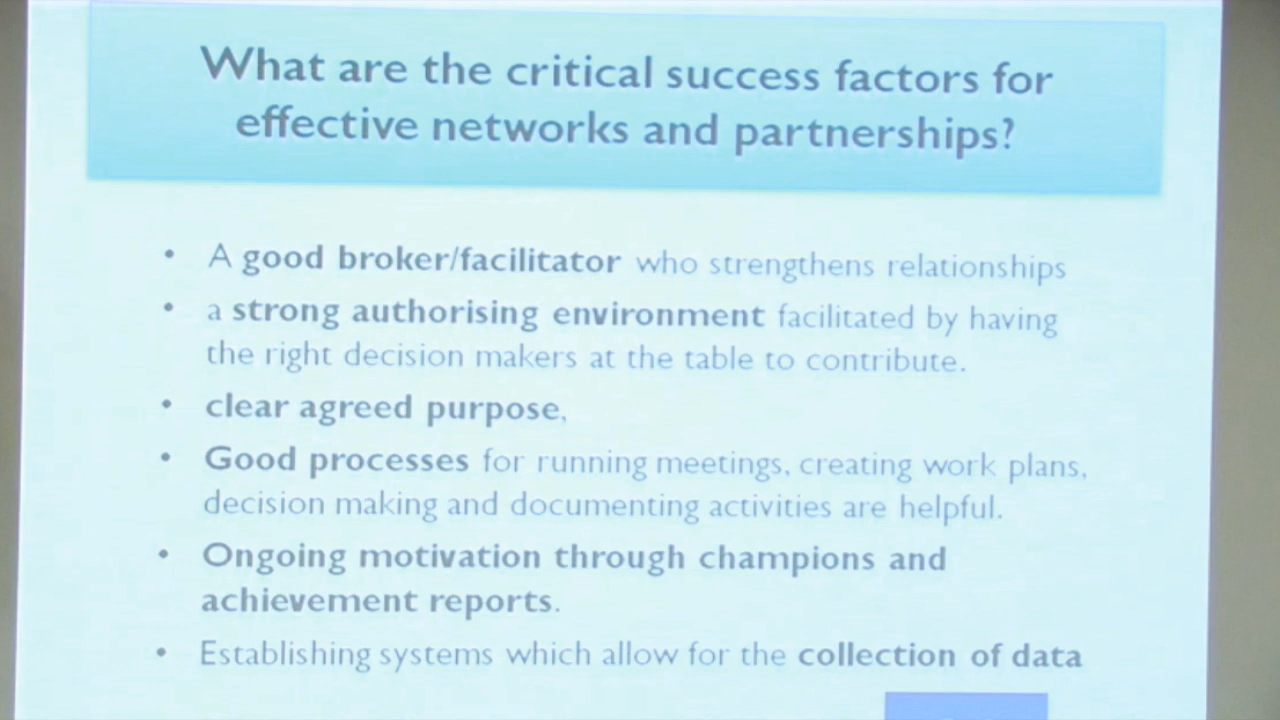 What are the critical success factors for
effective networks and partnerships?
• A good broker/facilitator who strengthens relationships
• a strong authorising environment facilitated by having
the right decision makers at the table to contribute.
• clear agreed purpose,
• Good processes for running meetings, creating work plans,
decision making and documenting activities are helpful.
• Ongoing motivation through champions and
achievement reports.
• Establishing systems which allow for the collection of data